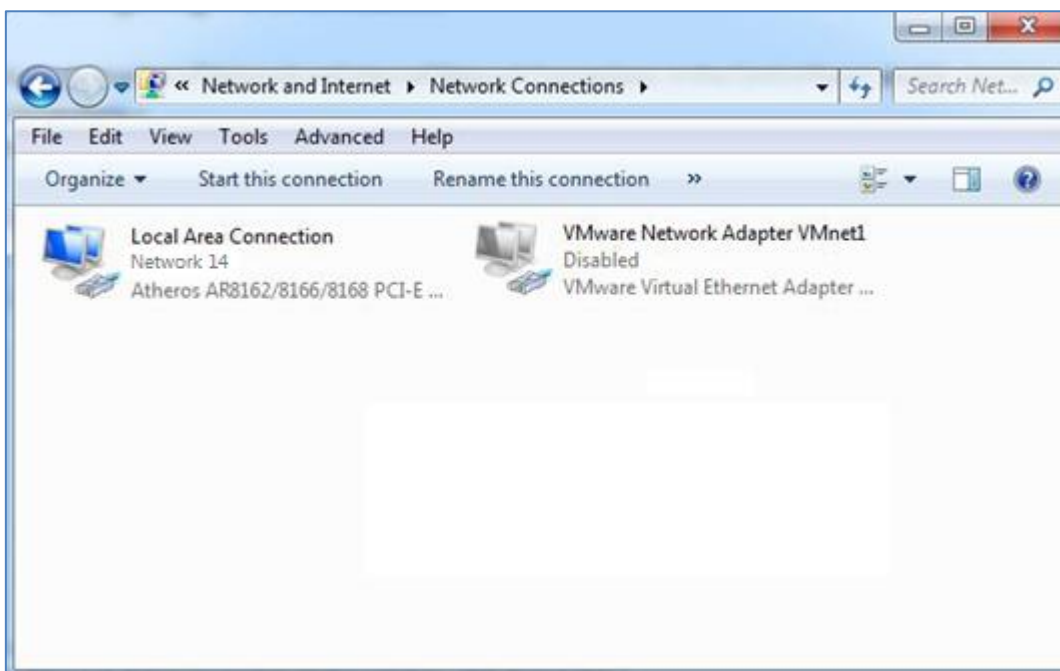 « Network and Internet ▸ Network Connections ▸
Search Net...
File Edit View Tools Advanced Help
Organize Start this connection Rename this connection »
Local Area Connection
Network 14
Atheros AR8162/8166/8168 PCI-E ...
VMware Network Adapter VMnet1
Disabled
VMware Virtual Ethernet Adapter ...